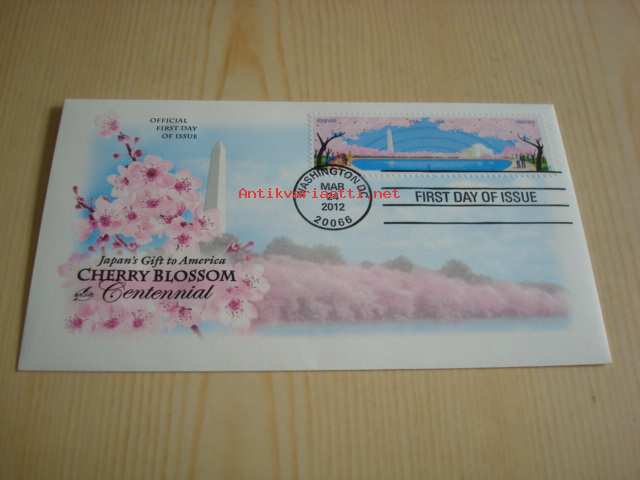 OFFICIAL
FIRST DAY
OF ISSUE
WASHINGTON DC
MAR
24
2012
20066
FIRST DAY OF ISSUE
Antikvariaatti.net
Japan's Gift to America
CHERRY BLOSSOM
Centennial